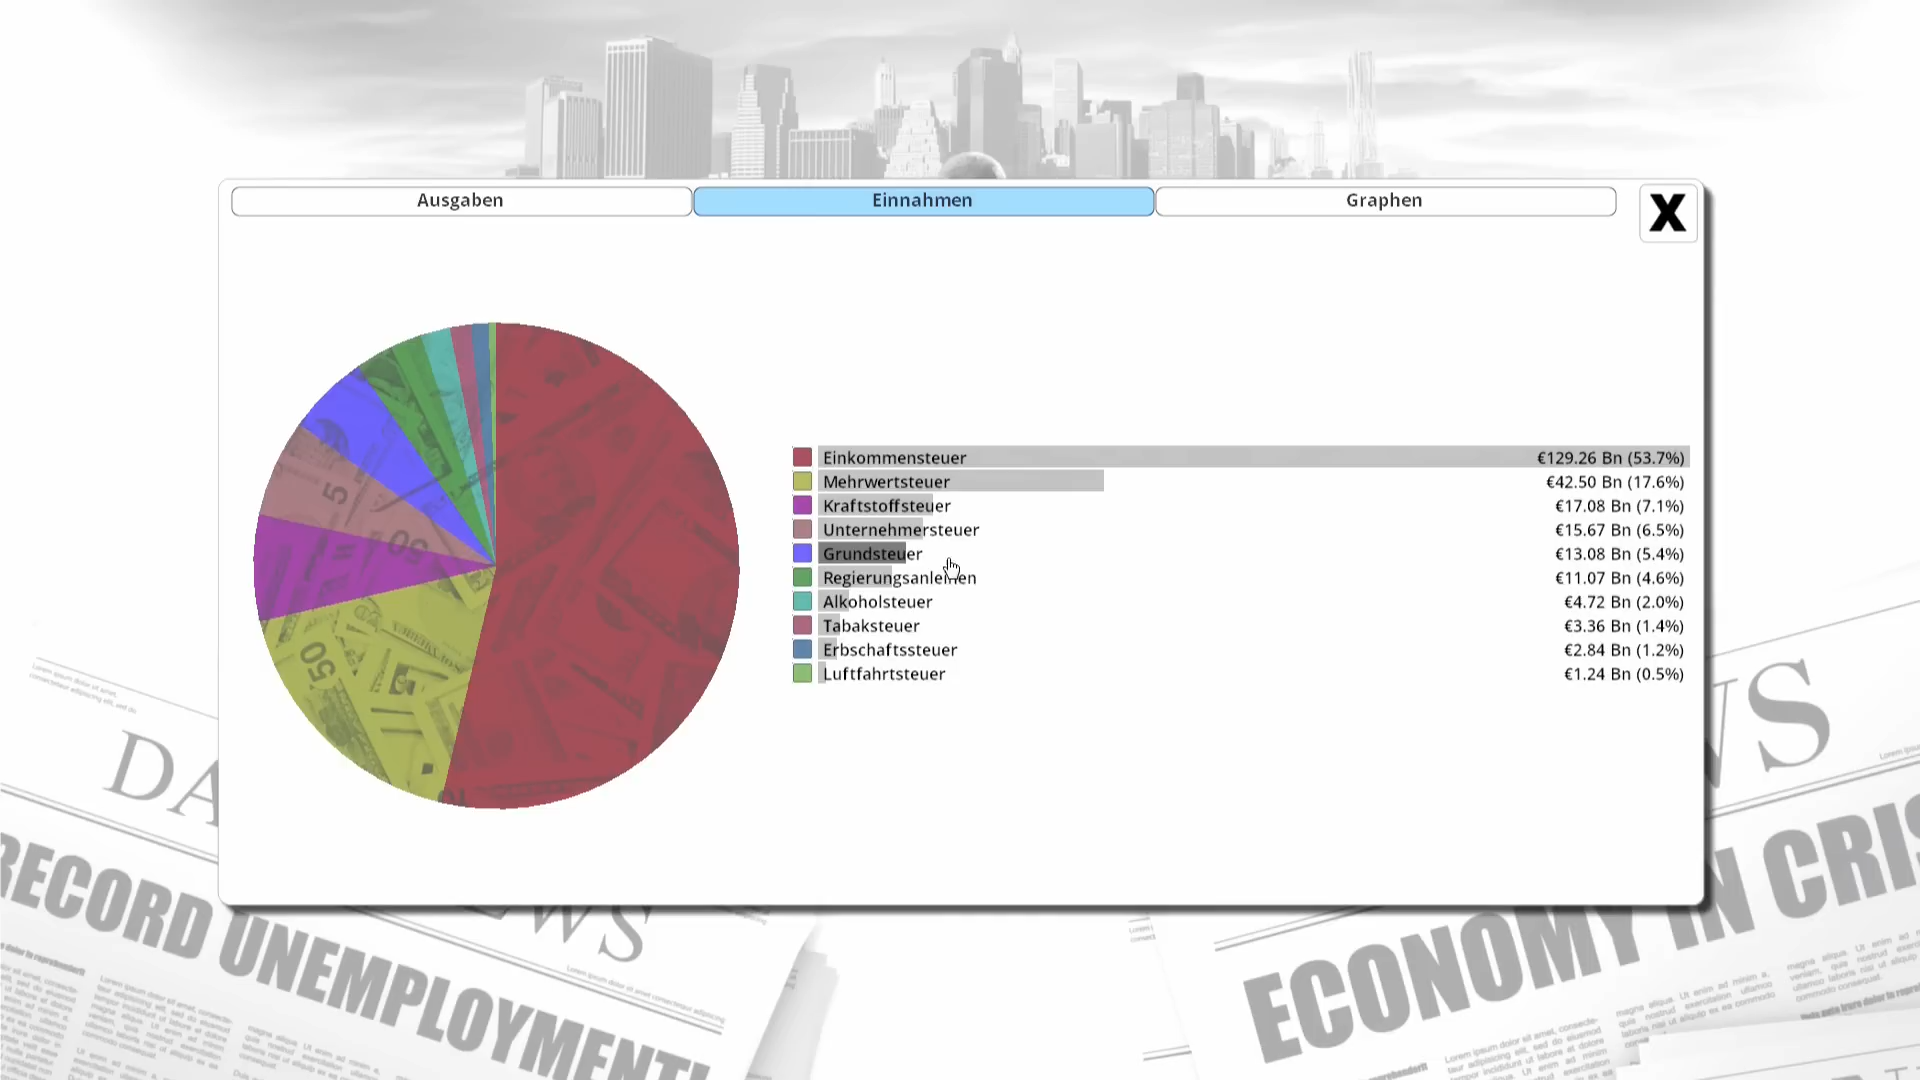 Ausgaben
Einnahmen
Graphen
X
Einkommensteuer €129.26 Bn (53.7%)
Mehrwertsteuer €42.50 Bn (17.6%)
Kraftstoffsteuer €17.08 Bn (7.1%)
Unternehmersteuer €15.67 Bn (6.5%)
Grundsteuer €13.08 Bn (5.4%)
Regierungsanleihen €11.07 Bn (4.6%)
Alkoholsteuer €4.72 Bn (2.0%)
Tabaksteuer €3.36 Bn (1.4%)
Erbschaftssteuer €2.84 Bn (1.2%)
Luftfahrtsteuer €1.24 Bn (0.5%)
RECORD UNEMPLOYMENT
ECONOMY IN CRIS